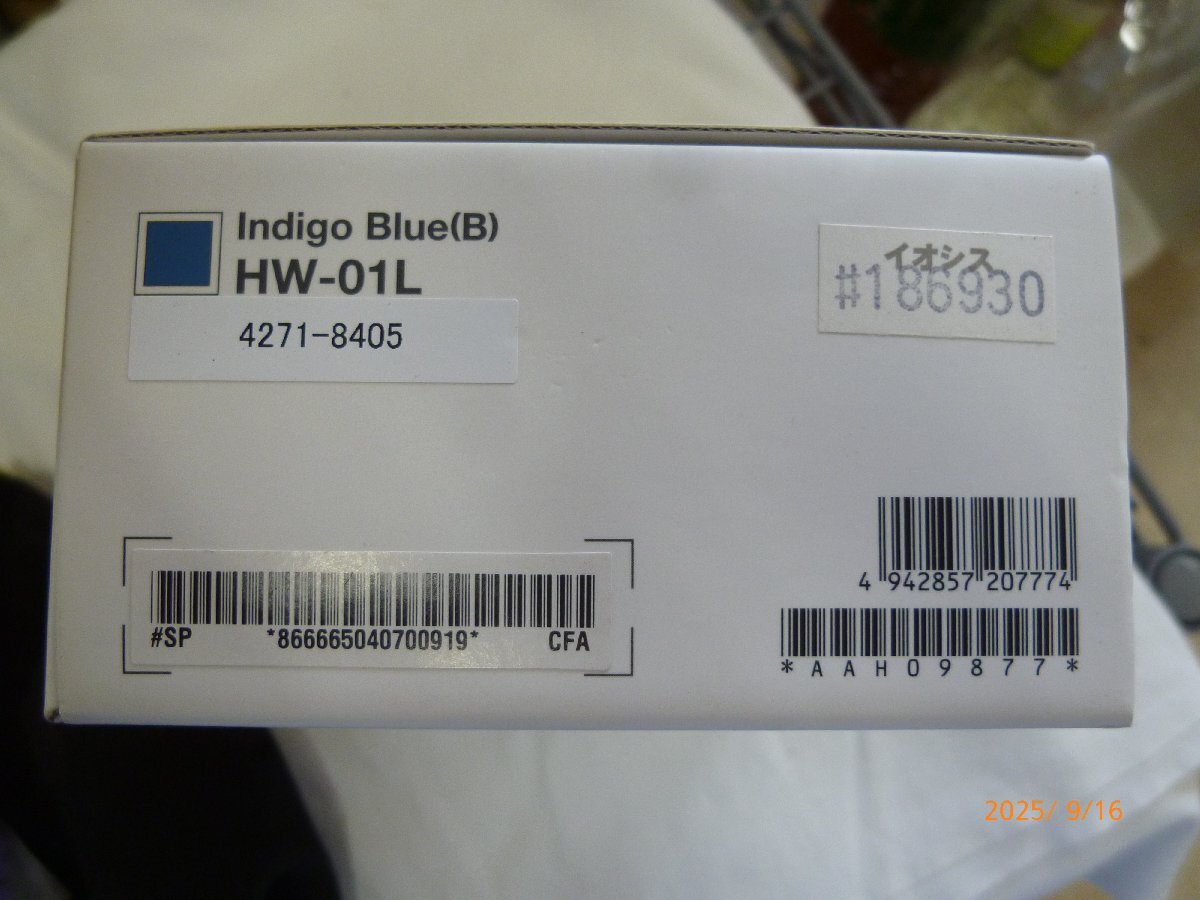 Indigo Blue(B)
HW-01L
4271-8405
イオシス
#186930
4 942857 207774
#SP *866665040700919* CFA
*AAH09877*
2025/ 9/16